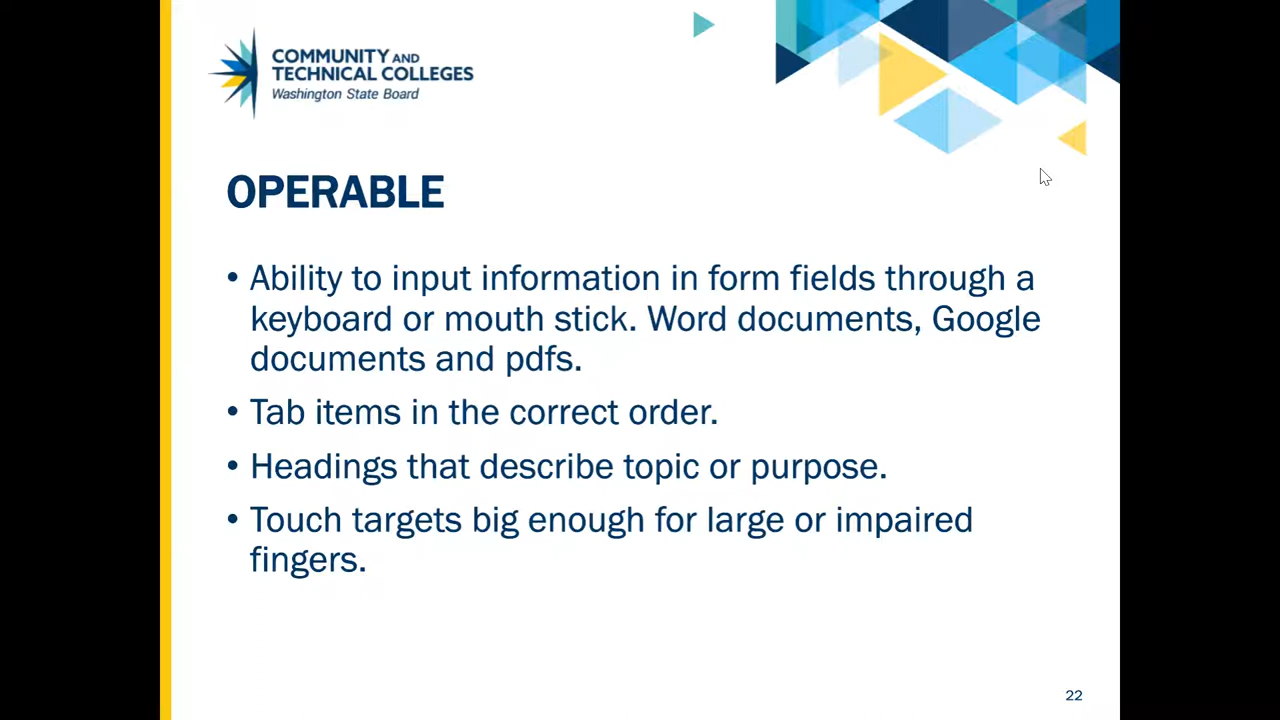 COMMUNITY AND
TECHNICAL COLLEGES
Washington State Board
OPERABLE
• Ability to input information in form fields through a
keyboard or mouth stick. Word documents, Google
documents and pdfs.
• Tab items in the correct order.
• Headings that describe topic or purpose.
• Touch targets big enough for large or impaired
fingers.
22